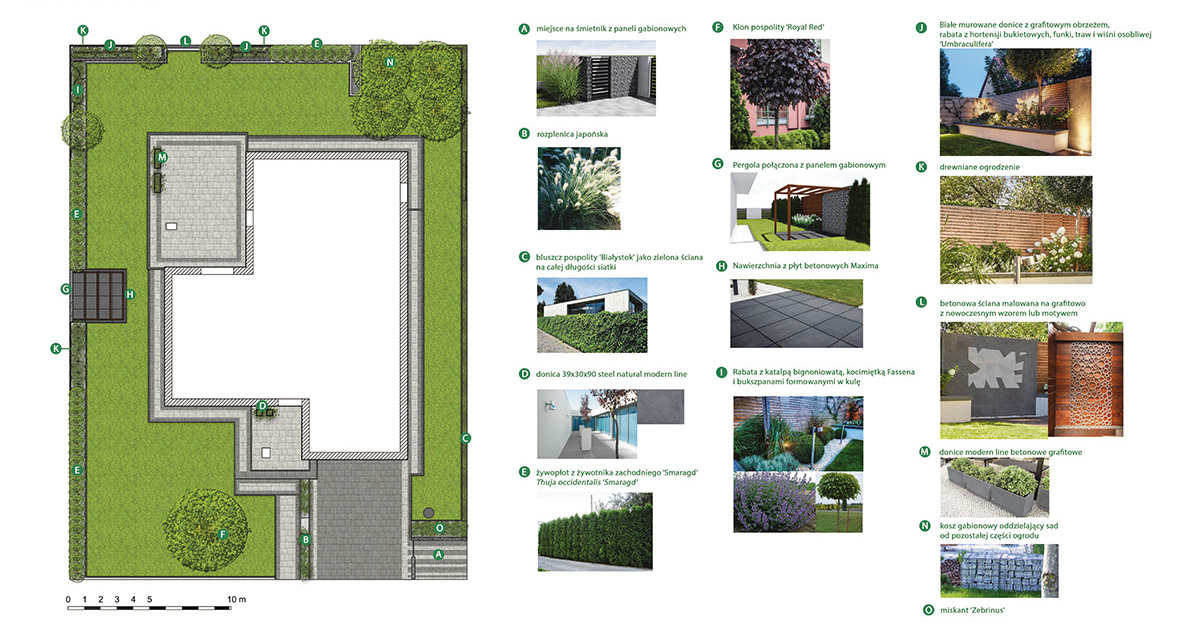 K
J
L
J
K
E
N
I
M
E
G
H
K
D
C
E
F
B
O
A
0 1 2 3 4 5 10 m
A miejsce na śmietnik z paneli gabionowych
B rozplenica japońska
C bluszcz pospolity 'Białystok' jako zielona ściana
na całej długości siatki
D donica 39x30x90 steel natural modern line
E żywopłot z żywotnika zachodniego 'Smaragd'
Thuja occidentalis 'Smaragd'
F Klon pospolity 'Royal Red'
G Pergola połączona z panelem gabionowym
H Nawierzchnia z płyt betonowych Maxima
I Rabata z katalpą bignoniowatą, kocimiętką Fassena
i bukszpanami formowanymi w kulę
J Białe murowane donice z grafitowym obrzeżem,
rabata z hortensji bukietowych, funki, traw i wiśni osobliwej
'Umbraculifera'
K drewniane ogrodzenie
L betonowa ściana malowana na grafitowo
z nowoczesnym wzorem lub motywem
M donice modern line betonowe grafitowe
N kosz gabionowy oddzielający sad
od pozostałej części ogrodu
O miskant 'Zebrinus'